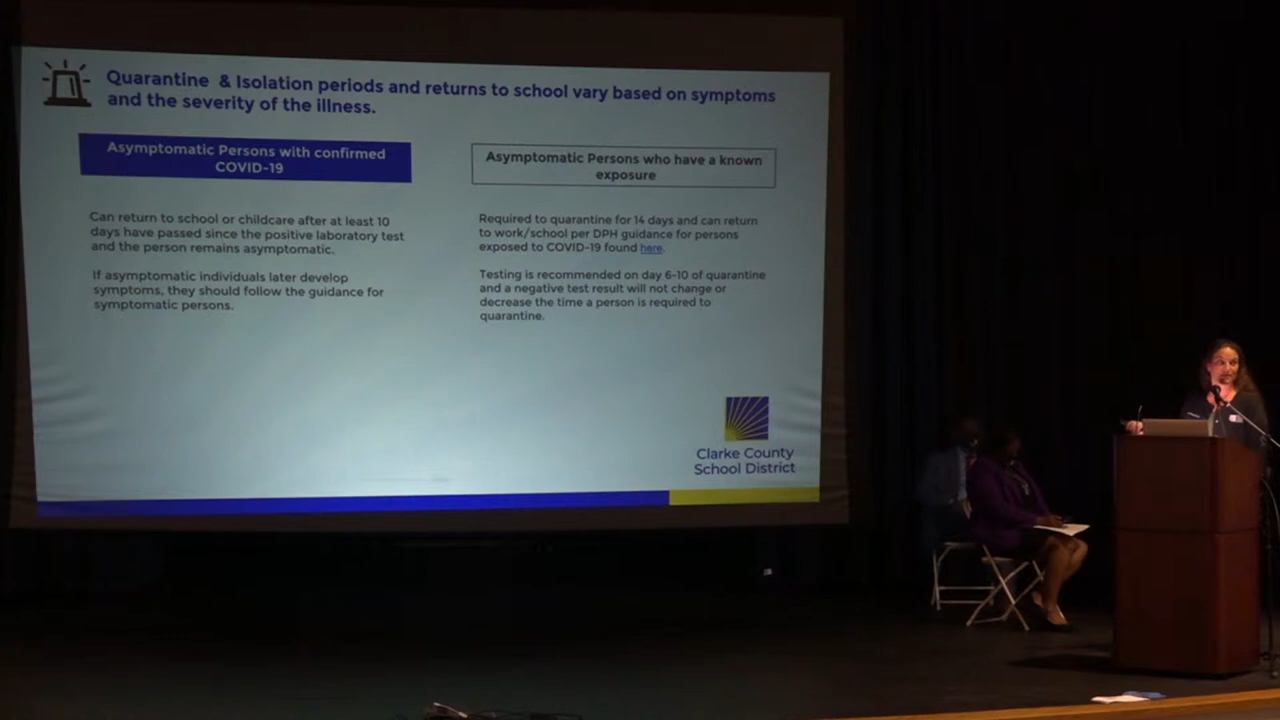 Quarantine & Isolation periods and returns to school vary based on symptoms
and the severity of the illness.
Asymptomatic Persons with confirmed
COVID-19
Can return to school or childcare after at least 10
days have passed since the positive laboratory test
and the person remains asymptomatic.
If asymptomatic individuals later develop
symptoms, they should follow the guidance for
symptomatic persons.
Asymptomatic Persons who have a known
exposure
Required to quarantine for 14 days and can return
to work/school per DPH guidance for persons
exposed to COVID-19 found here.
Testing is recommended on day 6-10 of quarantine
and a negative test result will not change or
decrease the time a person is required to
quarantine.
Clarke County
School District